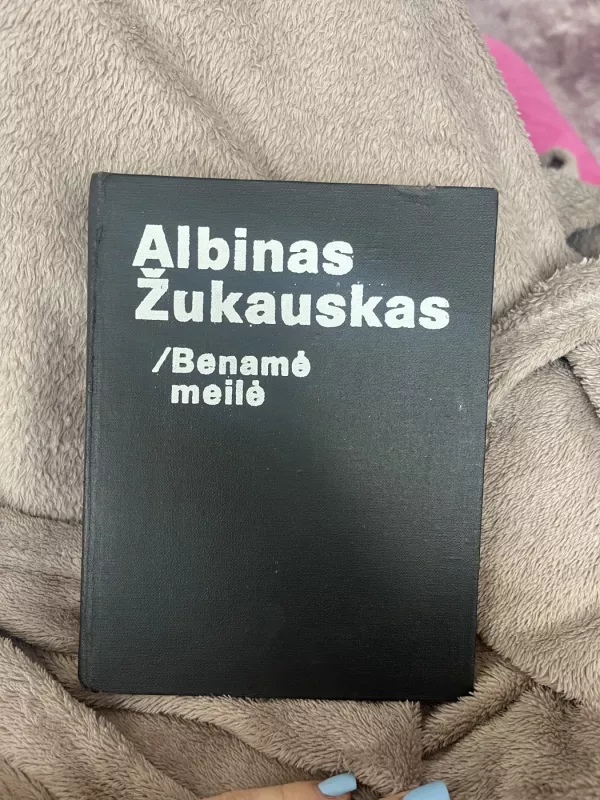 Albinas
Žukauskas
/Benamė
meilė